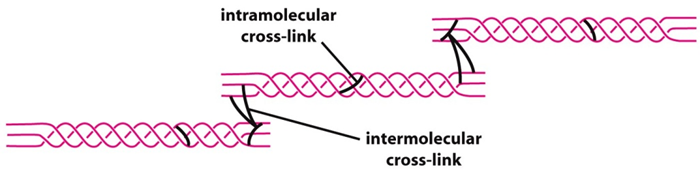 intramolecular
cross-link
intermolecular
cross-link